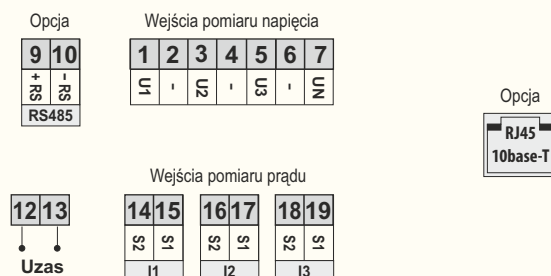 Opcja
9 10
+ RS - RS
RS485
Wejścia pomiaru napięcia
1 2 3 4 5 6 7
U1 - U2 - U3 - UN
Opcja
RJ45
10base-T
Wejścia pomiaru prądu
12 13
Uzas
14 15 16 17 18 19
S2 S1 S2 S1 S2 S1
I1 I2 I3